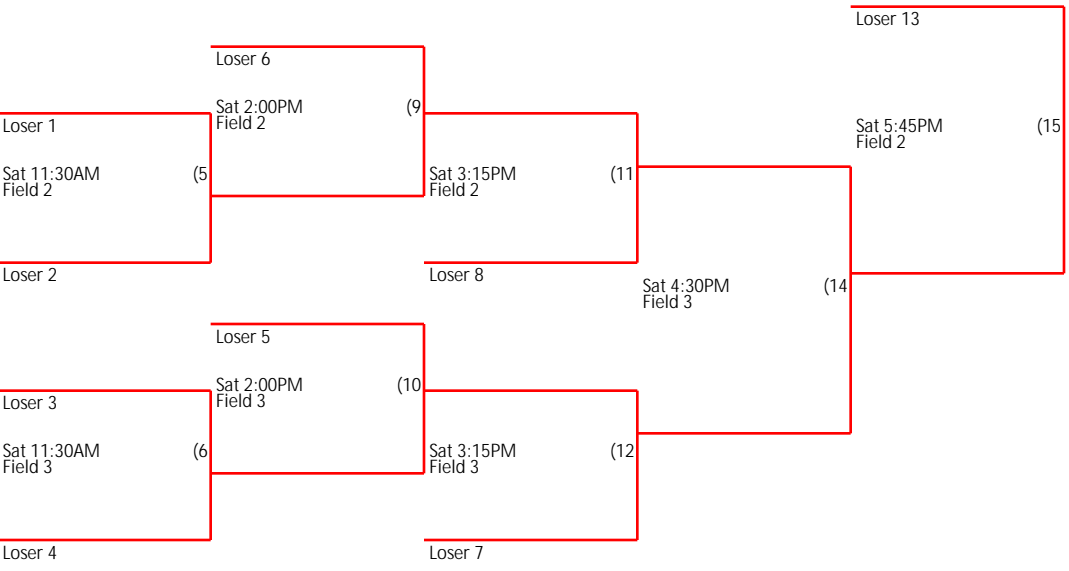 Loser 13
Loser 6
Sat 2:00PM
Field 2
(9
Loser 1
Sat 5:45PM
Field 2
(15
Sat 11:30AM
Field 2
(5
Sat 3:15PM
Field 2
(11
Loser 2
Loser 8
Sat 4:30PM
Field 3
(14
Loser 5
Sat 2:00PM
Field 3
(10
Loser 3
Sat 11:30AM
Field 3
(6
Sat 3:15PM
Field 3
(12
Loser 4
Loser 7